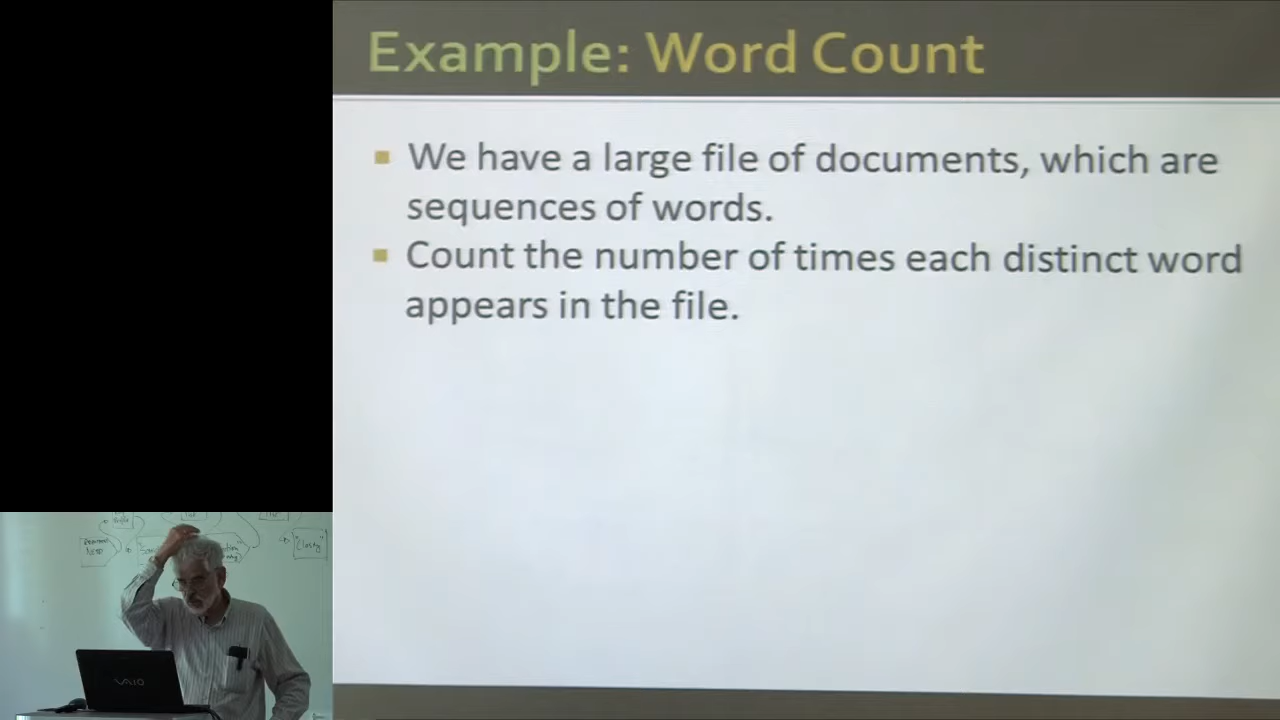 Example: Word Count
We have a large file of documents, which are
sequences of words.
Count the number of times each distinct word
appears in the file.
VAIO
"Closky"